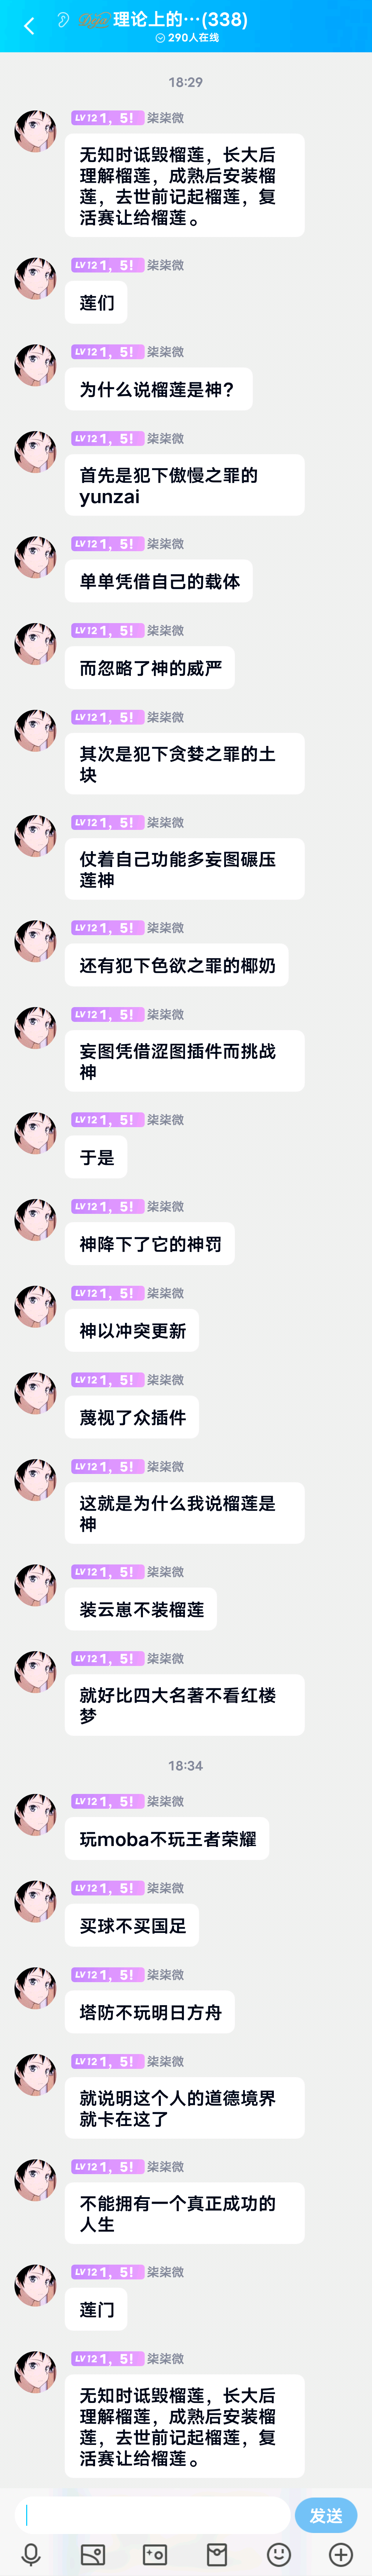 理论上的…(338)
290人在线
18:29
LV12 1，5! 柒柒微
无知时诋毁榴莲，长大后
理解榴莲，成熟后安装榴
莲，去世前记起榴莲，复
活赛让给榴莲。
LV12 1，5! 柒柒微
莲们
LV12 1，5! 柒柒微
为什么说榴莲是神？
LV12 1，5! 柒柒微
首先是犯下傲慢之罪的
yunzai
LV12 1，5! 柒柒微
单单凭借自己的载体
LV12 1，5! 柒柒微
而忽略了神的威严
LV12 1，5! 柒柒微
其次是犯下贪婪之罪的土
块
LV12 1，5! 柒柒微
仗着自己功能多妄图碾压
莲神
LV12 1，5! 柒柒微
还有犯下色欲之罪的椰奶
LV12 1，5! 柒柒微
妄图凭借涩图插件而挑战
神
LV12 1，5! 柒柒微
于是
LV12 1，5! 柒柒微
神降下了它的神罚
LV12 1，5! 柒柒微
神以冲突更新
LV12 1，5! 柒柒微
蔑视了众插件
LV12 1，5! 柒柒微
这就是为什么我说榴莲是
神
LV12 1，5! 柒柒微
装云崽不装榴莲
LV12 1，5! 柒柒微
就好比四大名著不看红楼
梦
18:34
LV12 1，5! 柒柒微
玩moba不玩王者荣耀
LV12 1，5! 柒柒微
买球不买国足
LV12 1，5! 柒柒微
塔防不玩明日方舟
LV12 1，5! 柒柒微
就说明这个人的道德境界
就卡在这了
LV12 1，5! 柒柒微
不能拥有一个真正成功的
人生
LV12 1，5! 柒柒微
莲门
LV12 1，5! 柒柒微
无知时诋毁榴莲，长大后
理解榴莲，成熟后安装榴
莲，去世前记起榴莲，复
活赛让给榴莲。
发送